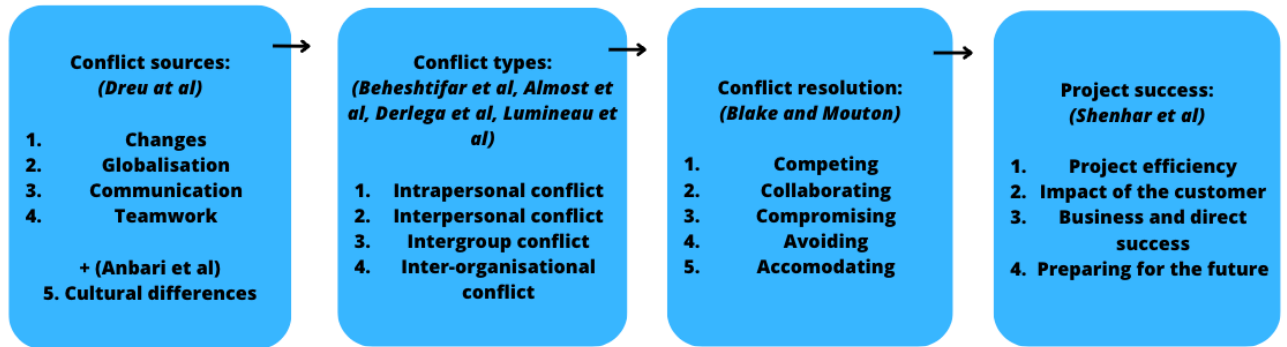 Conflict sources:
(Dreu at al)
1. Changes
2. Globalisation
3. Communication
4. Teamwork
+ (Anbari et al)
5. Cultural differences
Conflict types:
(Beheshtifar et al, Almost et
al, Derlega et al, Lumineau et
al)
1. Intrapersonal conflict
2. Interpersonal conflict
3. Intergroup conflict
4. Inter-organisational
conflict
Conflict resolution:
(Blake and Mouton)
1. Competing
2. Collaborating
3. Compromising
4. Avoiding
5. Accomodating
Project success:
(Shenhar et al)
1. Project efficiency
2. Impact of the customer
3. Business and direct
success
4. Preparing for the future